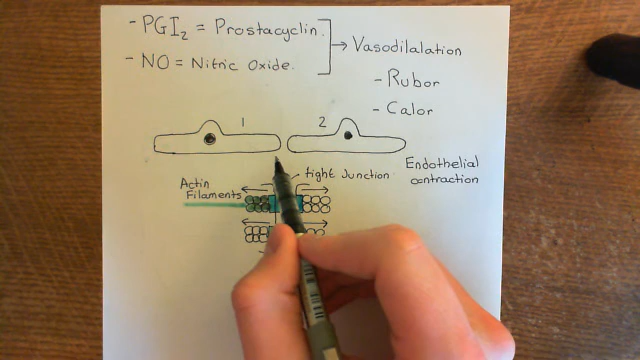 - PGI₂ = Prostacyclin.
- NO = Nitric Oxide.
→ Vasodilalation
- Rubor
- Calor
1
2
Endothelial
contraction
tight Junction
Actin
Filaments